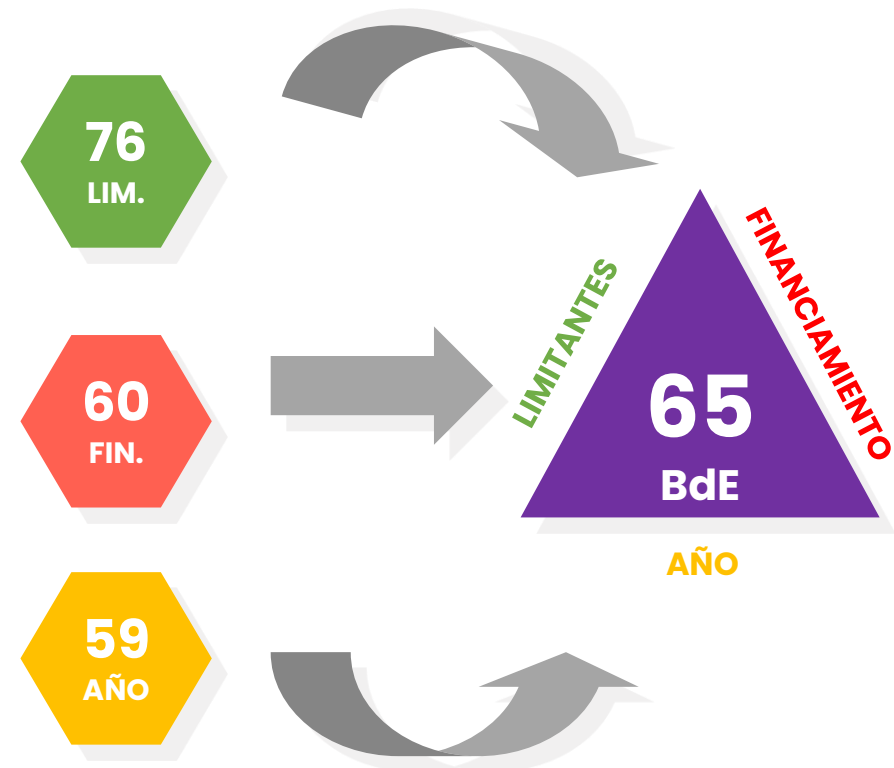 76
LIM.
60
FIN.
59
AÑO
LIMITANTES
FINANCIAMIENTO
65
BdE
AÑO